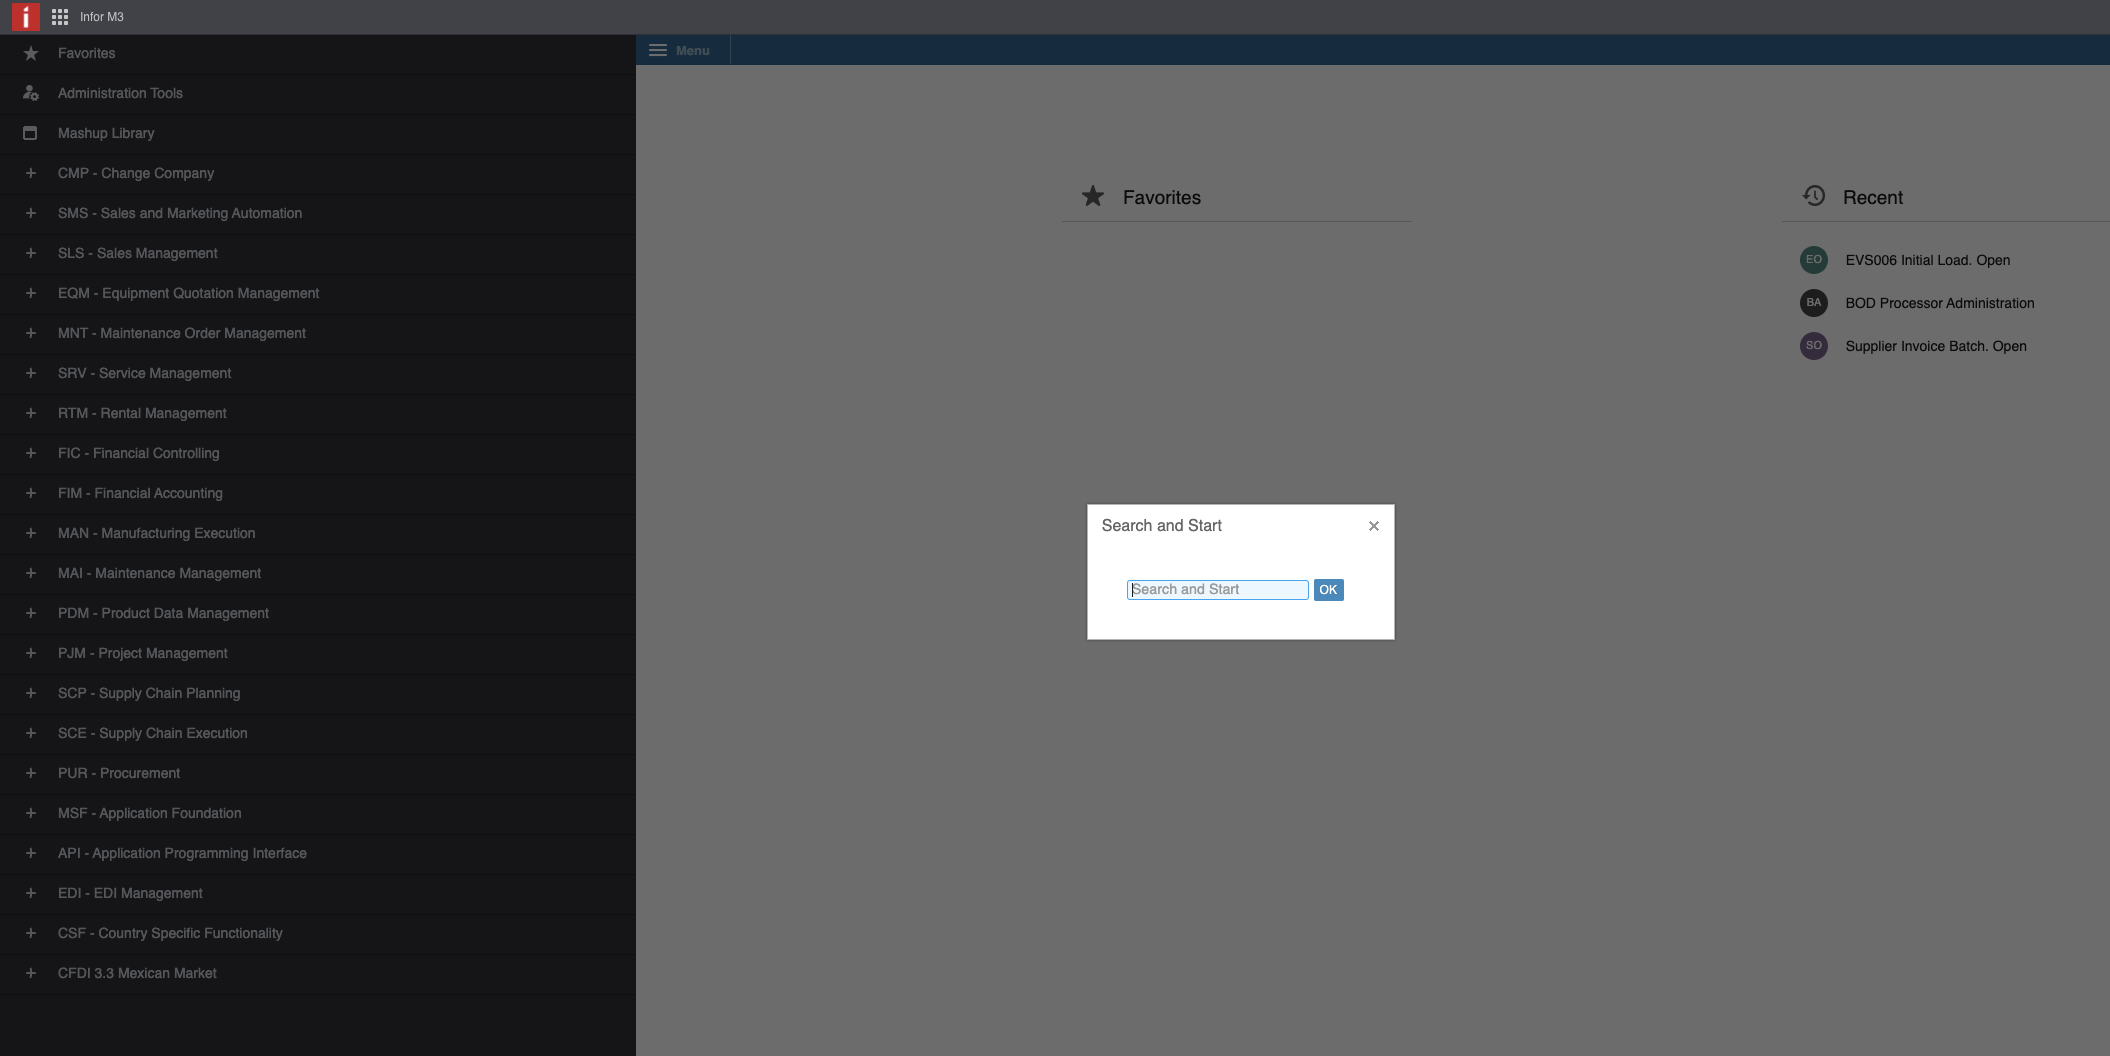 Infor M3
Favorites
Administration Tools
Mashup Library
CMP - Change Company
SMS - Sales and Marketing Automation
SLS - Sales Management
EQM - Equipment Quotation Management
MNT - Maintenance Order Management
SRV - Service Management
RTM - Rental Management
FIC - Financial Controlling
FIM - Financial Accounting
MAN - Manufacturing Execution
MAI - Maintenance Management
PDM - Product Data Management
PJM - Project Management
SCP - Supply Chain Planning
SCE - Supply Chain Execution
PUR - Procurement
MSF - Application Foundation
API - Application Programming Interface
EDI - EDI Management
CSF - Country Specific Functionality
CFDI 3.3 Mexican Market
Menu
Favorites
Recent
EO EVS006 Initial Load. Open
BA BOD Processor Administration
SO Supplier Invoice Batch. Open
Search and Start
Search and Start OK